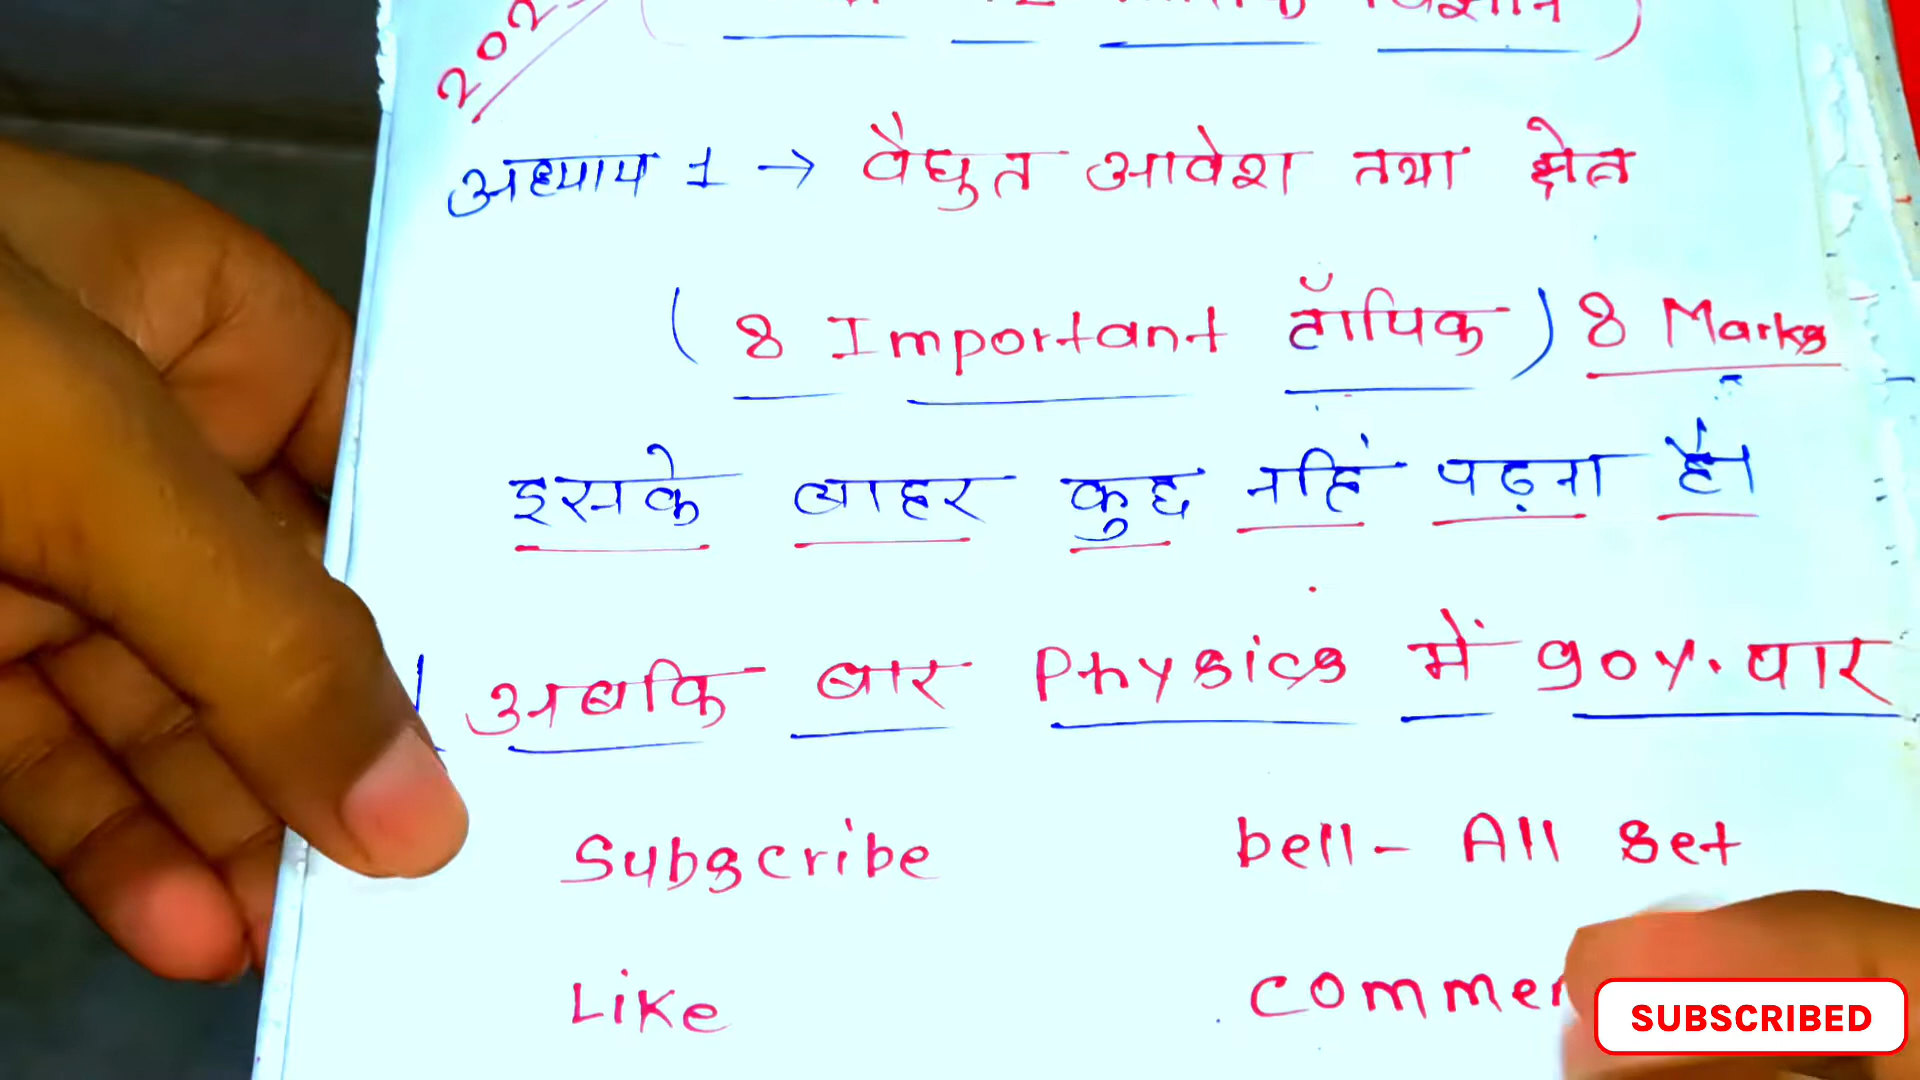 202
विज्ञान )
अध्याय 1 → वैधुत आवेश तथा क्षेत्र
( 8 Important टॉपिक ) 8 Marks
इसके बाहर कुछ नहिं पढ़ना है।
अबकि बार Physics में 90%. पार
Subscribe bell - All set
Like Commen
SUBSCRIBED